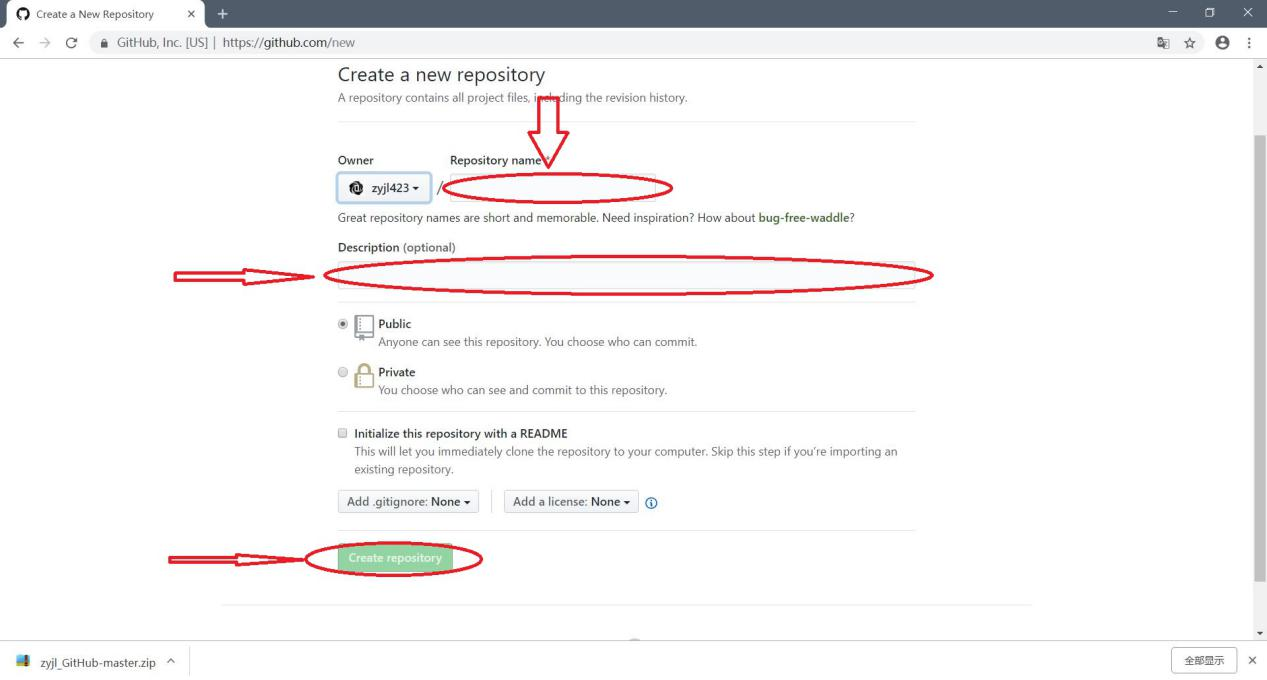 Create a New Repository
GitHub, Inc. [US] | https://github.com/new
Create a new repository
A repository contains all project files, including the revision history.
Owner
Repository name *
zyjl423 /
Great repository names are short and memorable. Need inspiration? How about bug-free-waddle?
Description (optional)
Public
Anyone can see this repository. You choose who can commit.
Private
You choose who can see and commit to this repository.
Initialize this repository with a README
This will let you immediately clone the repository to your computer. Skip this step if you're importing an
existing repository.
Add .gitignore: None
Add a license: None
Create repository
zyjl_GitHub-master.zip
全部显示